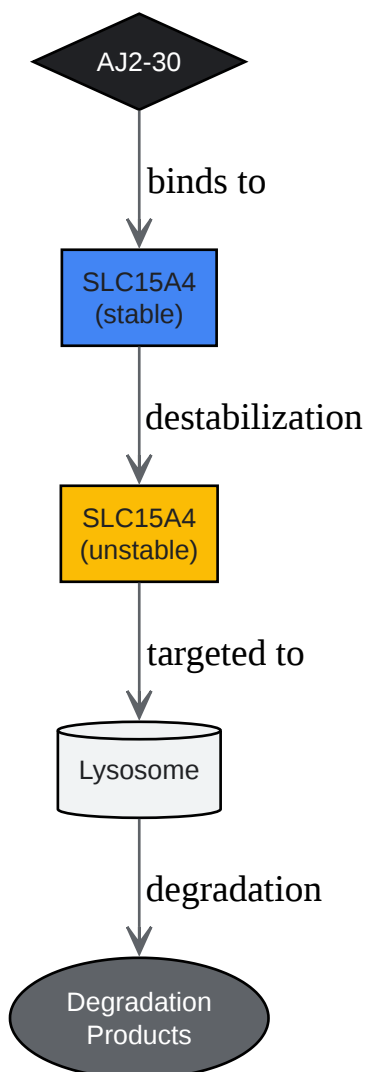 AJ2-30
binds to
SLC15A4
(stable)
destabilization
SLC15A4
(unstable)
targeted to
Lysosome
degradation
Degradation
Products